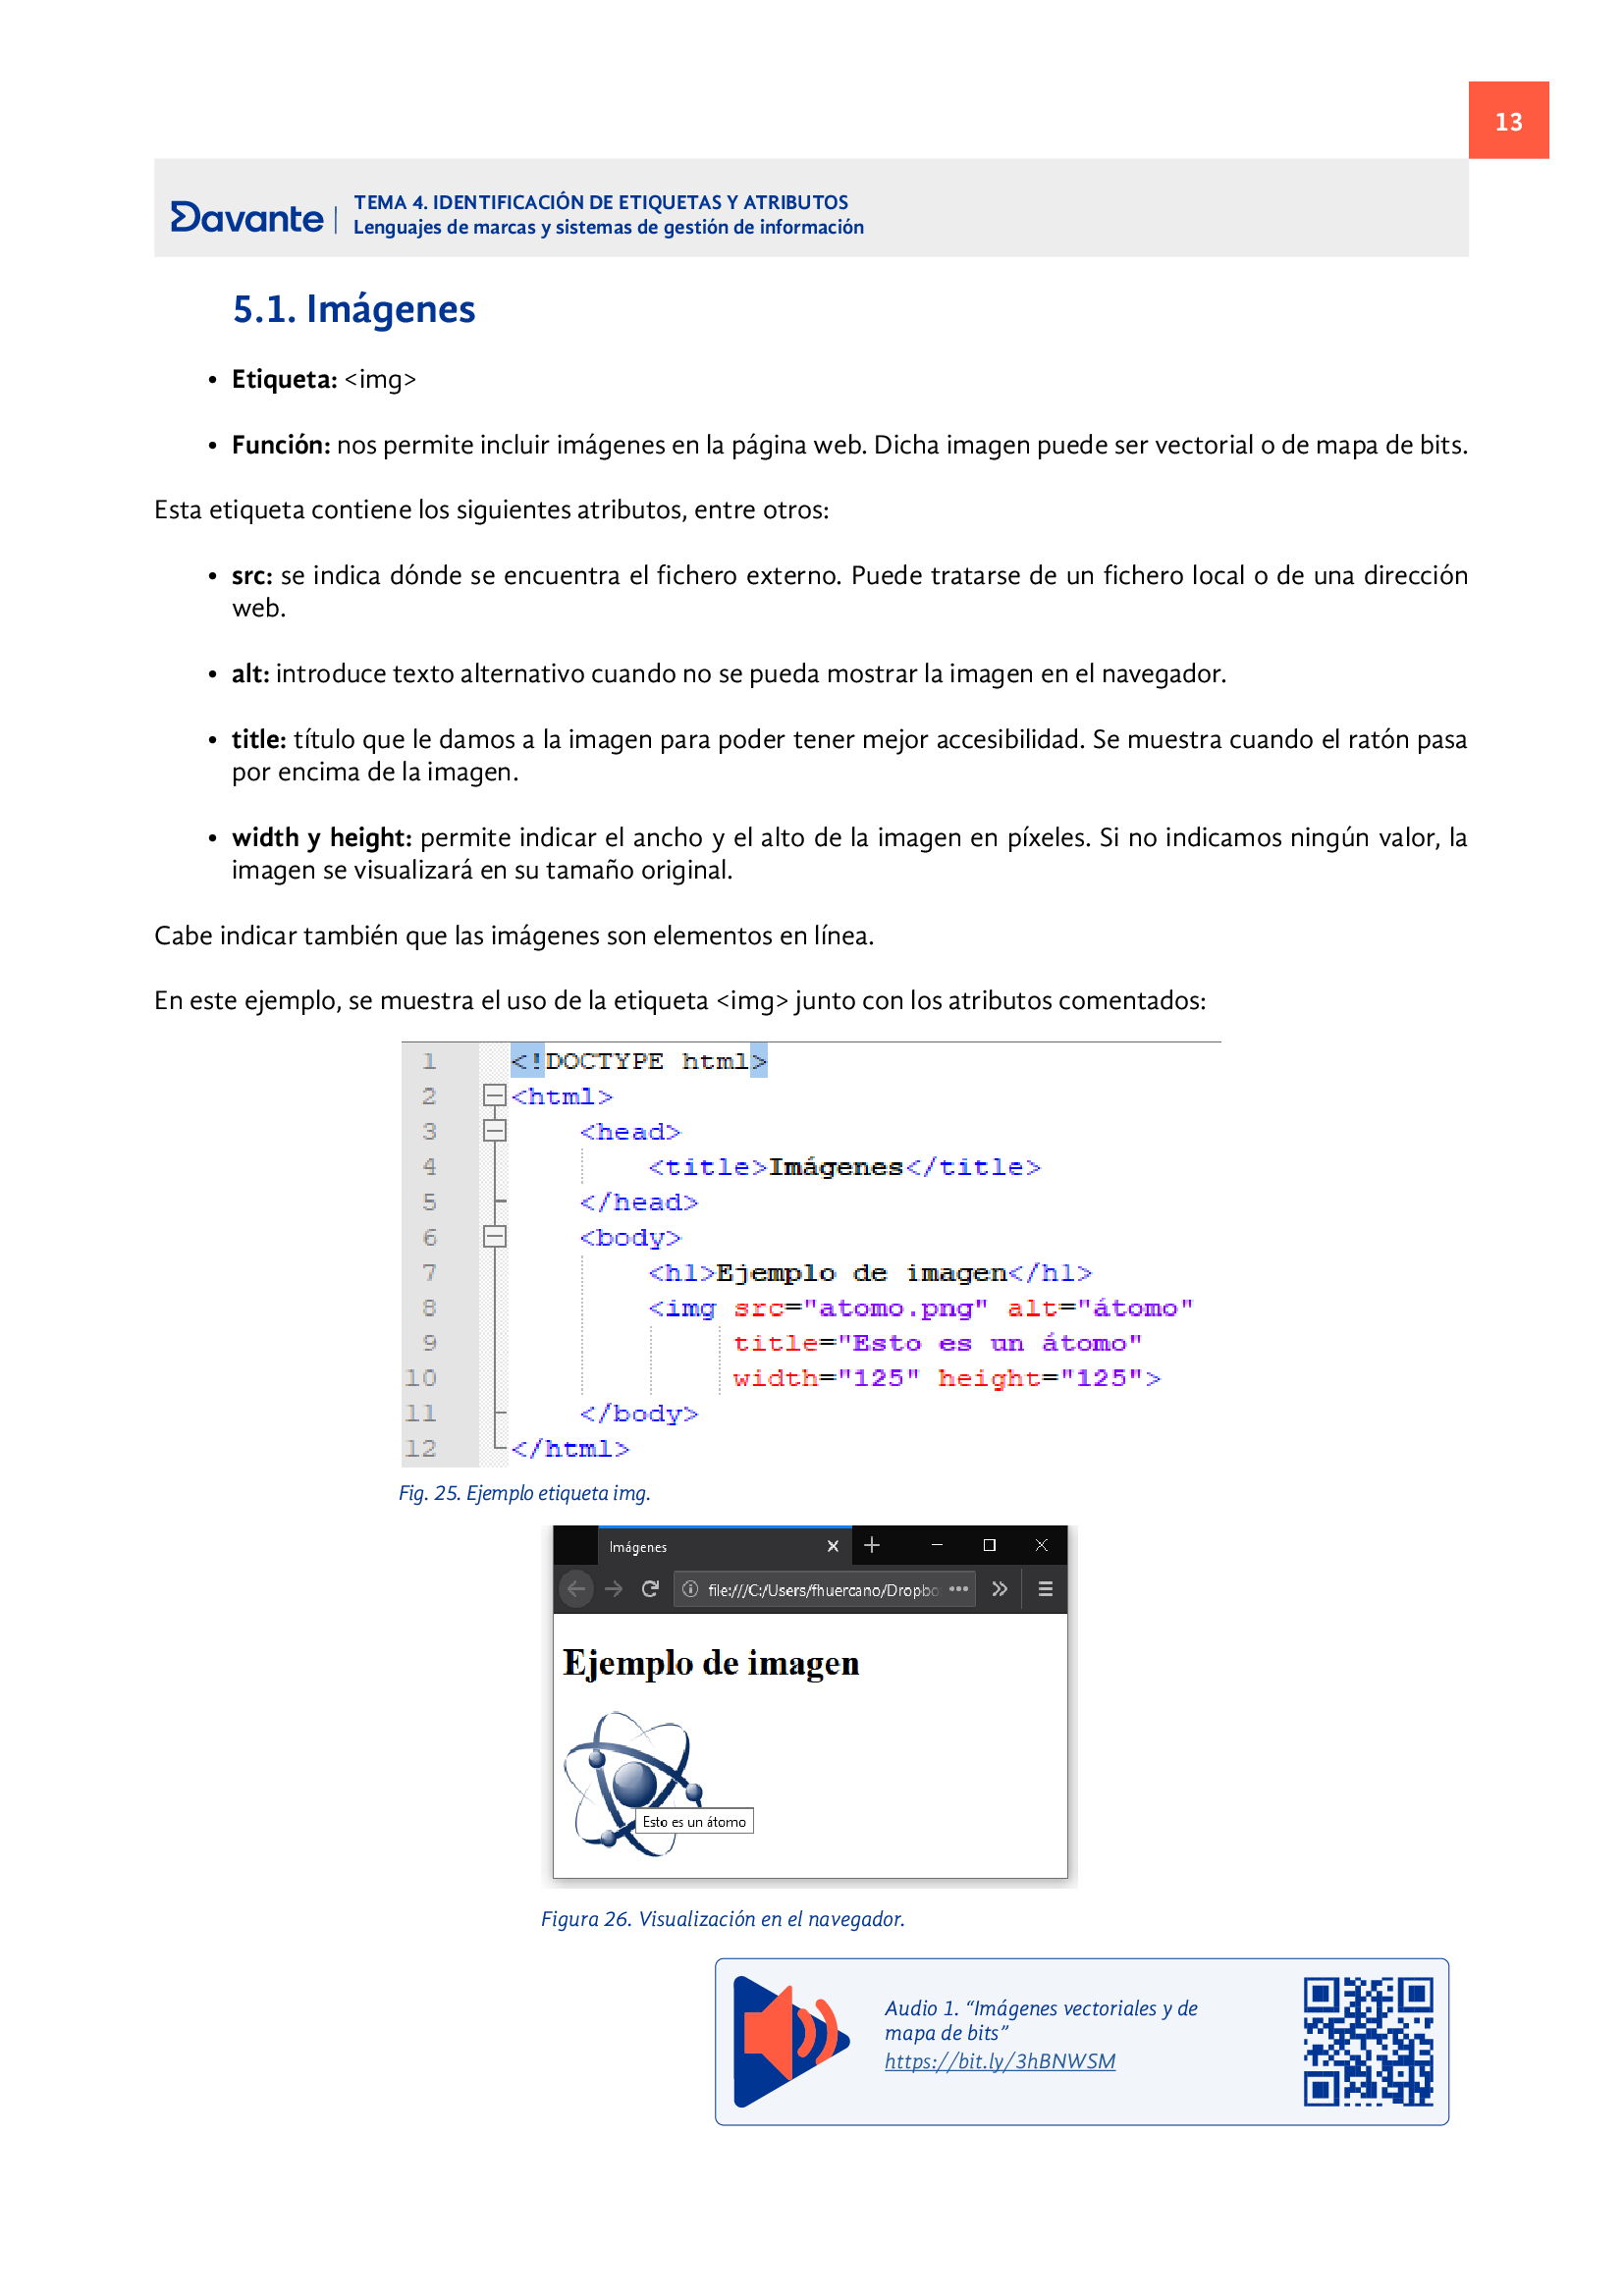 13
Davante
TEMA 4. IDENTIFICACIÓN DE ETIQUETAS Y ATRIBUTOS
Lenguajes de marcas y sistemas de gestión de información
5.1. Imágenes
• Etiqueta: <img>
• Función: nos permite incluir imágenes en la página web. Dicha imagen puede ser vectorial o de mapa de bits.
Esta etiqueta contiene los siguientes atributos, entre otros:
• src: se indica dónde se encuentra el fichero externo. Puede tratarse de un fichero local o de una dirección
web.
• alt: introduce texto alternativo cuando no se pueda mostrar la imagen en el navegador.
• title: título que le damos a la imagen para poder tener mejor accesibilidad. Se muestra cuando el ratón pasa
por encima de la imagen.
• width y height: permite indicar el ancho y el alto de la imagen en píxeles. Si no indicamos ningún valor, la
imagen se visualizará en su tamaño original.
Cabe indicar también que las imágenes son elementos en línea.
En este ejemplo, se muestra el uso de la etiqueta <img> junto con los atributos comentados:
1 <!DOCTYPE html>
2 <html>
3 <head>
4 <title>Imágenes</title>
5 </head>
6 <body>
7 <h1>Ejemplo de imagen</h1>
8 <img src="atomo.png" alt="átomo"
9 title="Esto es un átomo"
10 width="125" height="125">
11 </body>
12 </html>
Fig. 25. Ejemplo etiqueta img.
Imágenes
file:///C:/Users/fhuercano/Dropbo
Ejemplo de imagen
Esto es un átomo
Figura 26. Visualización en el navegador.
Audio 1. “Imágenes vectoriales y de
mapa de bits”
https://bit.ly/3hBNWSM